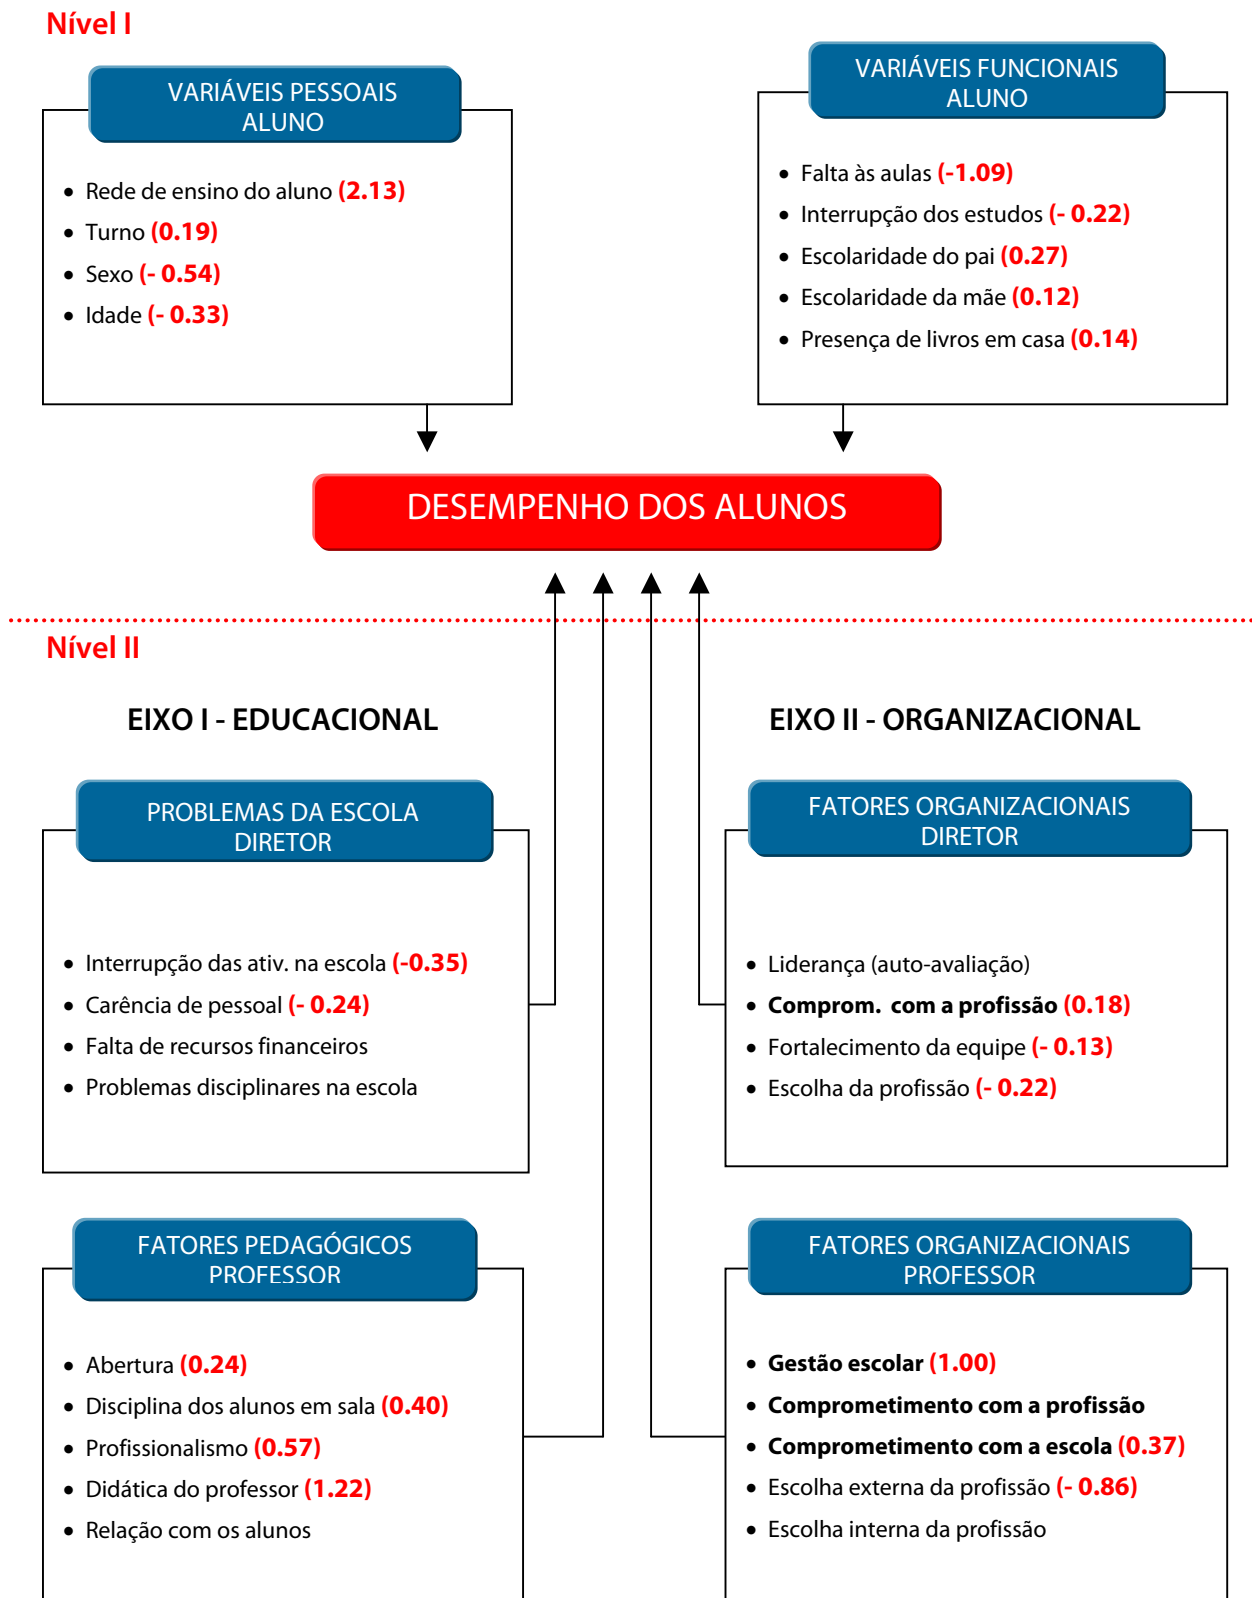 Nível I
VARIÁVEIS PESSOAIS
ALUNO
• Rede de ensino do aluno (2.13)
• Turno (0.19)
• Sexo (- 0.54)
• Idade (- 0.33)
VARIÁVEIS FUNCIONAIS
ALUNO
• Falta às aulas (-1.09)
• Interrupção dos estudos (- 0.22)
• Escolaridade do pai (0.27)
• Escolaridade da mãe (0.12)
• Presença de livros em casa (0.14)
DESEMPENHO DOS ALUNOS
Nível II
EIXO I - EDUCACIONAL
PROBLEMAS DA ESCOLA
DIRETOR
• Interrupção das ativ. na escola (-0.35)
• Carência de pessoal (- 0.24)
• Falta de recursos financeiros
• Problemas disciplinares na escola
EIXO II - ORGANIZACIONAL
FATORES ORGANIZACIONAIS
DIRETOR
• Liderança (auto-avaliação)
• Comprom. com a profissão (0.18)
• Fortalecimento da equipe (- 0.13)
• Escolha da profissão (- 0.22)
FATORES PEDAGÓGICOS
PROFESSOR
• Abertura (0.24)
• Disciplina dos alunos em sala (0.40)
• Profissionalismo (0.57)
• Didática do professor (1.22)
• Relação com os alunos
FATORES ORGANIZACIONAIS
PROFESSOR
• Gestão escolar (1.00)
• Comprometimento com a profissão
• Comprometimento com a escola (0.37)
• Escolha externa da profissão (- 0.86)
• Escolha interna da profissão